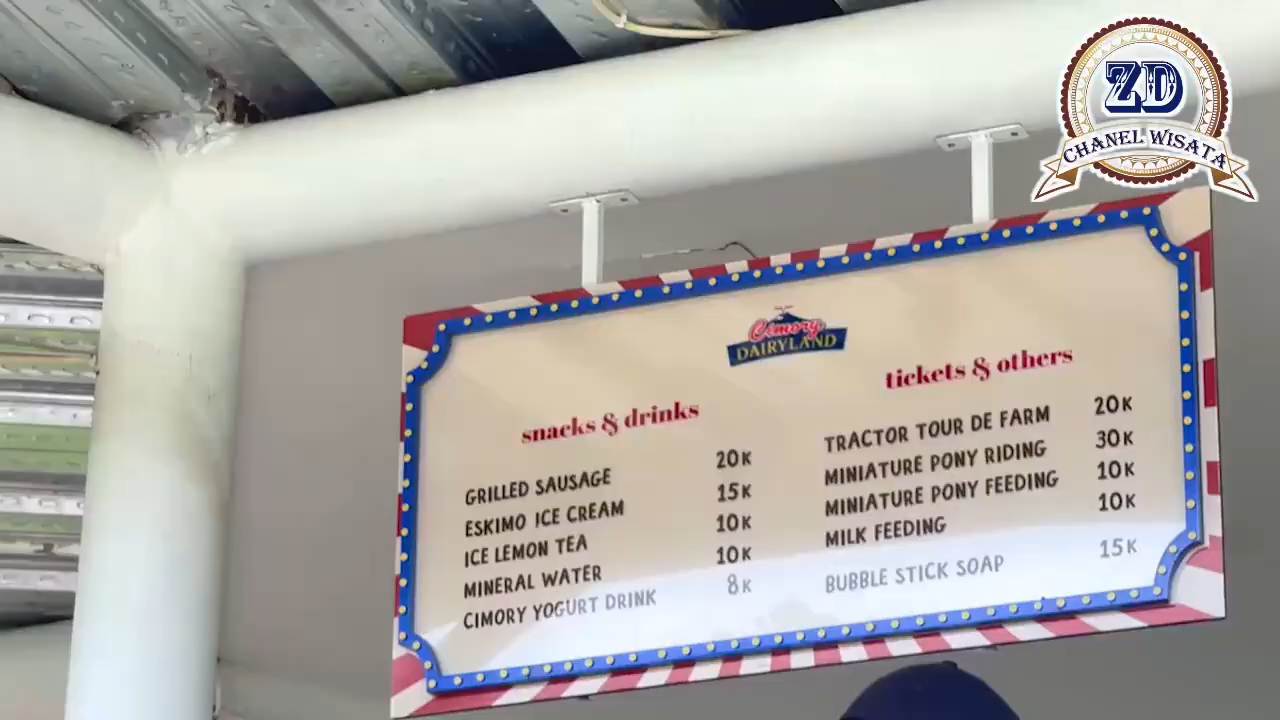 ZD
CHANEL WISATA
Cimory
DAIRYLAND
snacks & drinks
GRILLED SAUSAGE 20K
ESKIMO ICE CREAM 15K
ICE LEMON TEA 10K
MINERAL WATER 10K
CIMORY YOGURT DRINK 8K
tickets & others
TRACTOR TOUR DE FARM 20K
MINIATURE PONY RIDING 30K
MINIATURE PONY FEEDING 10K
MILK FEEDING 10K
BUBBLE STICK SOAP 15K